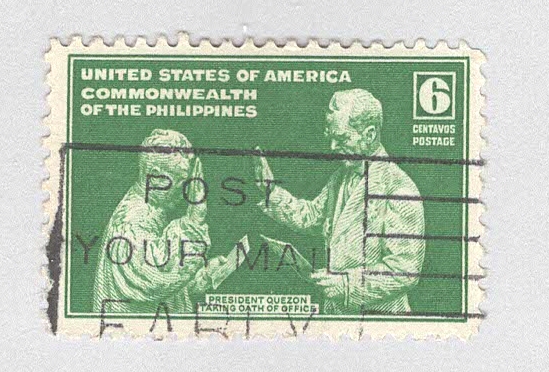 UNITED STATES OF AMERICA
COMMONWEALTH
OF THE PHILIPPINES
6
CENTAVOS
POSTAGE
POST
YOUR MAIL
EARLY
PRESIDENT QUEZON
TAKING OATH OF OFFICE